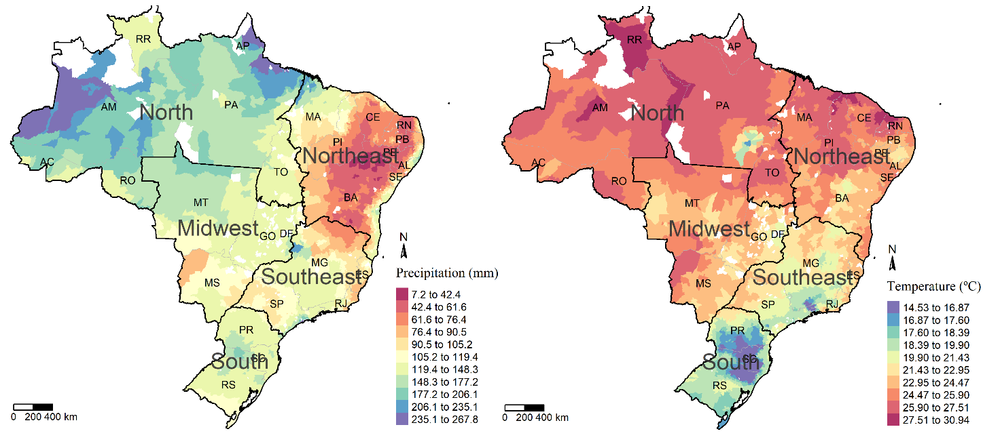 RR
AP
AM
North
PA
MA
CE
RN
PI
PB
Northeast
PE
AL
AC
RO
TO
SE
MT
BA
Midwest
GO
DF
MG
Southeast
ES
MS
SP
RJ
PR
South
SC
RS
N
Precipitation (mm)
7.2 to 42.4
42.4 to 61.6
61.6 to 76.4
76.4 to 90.5
90.5 to 105.2
105.2 to 119.4
119.4 to 148.3
148.3 to 177.2
177.2 to 206.1
206.1 to 235.1
235.1 to 267.8
0 200 400 km
RR
AP
AM
North
PA
MA
CE
RN
PI
PB
Northeast
PE
AL
AC
RO
TO
SE
MT
BA
Midwest
GO
DF
MG
Southeast
ES
MS
SP
RJ
PR
South
SC
RS
N
Temperature (ºC)
14.53 to 16.87
16.87 to 17.60
17.60 to 18.39
18.39 to 19.90
19.90 to 21.43
21.43 to 22.95
22.95 to 24.47
24.47 to 25.90
25.90 to 27.51
27.51 to 30.94
0 200 400 km